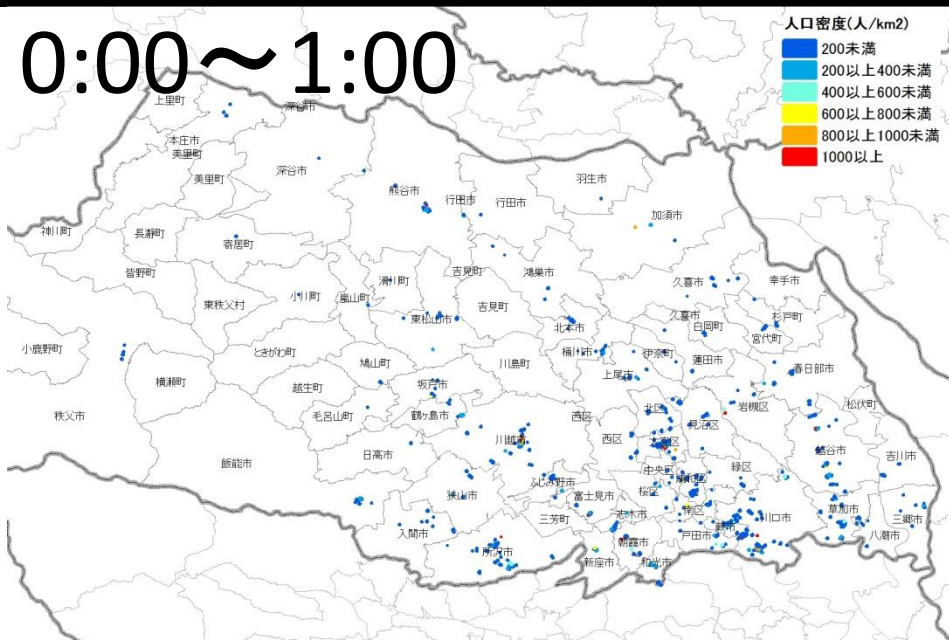 0:00～1:00
人口密度(人/km2)
200未満
200以上400未満
400以上600未満
600以上800未満
800以上1000未満
1000以上
上里町
深谷市
本庄市
美里町
美里町
深谷市
熊谷市
行田市
行田市
羽生市
加須市
神川町
長瀞町
寄居町
皆野町
東秩父村
小川町
嵐山町
滑川町
吉見町
吉見町
鴻巣市
久喜市
幸手市
東松山市
北本市
久喜市
白岡町
杉戸町
宮代町
小鹿野町
横瀬町
ときがわ町
鳩山町
川島町
桶川市
上尾市
伊奈町
蓮田市
春日部市
越生町
坂戸市
毛呂山町
鶴ヶ島市
秩父市
西区
西区
北区
見沼区
岩槻区
松伏町
川越市
大宮区
飯能市
日高市
中央区
浦和区
緑区
越谷市
吉川市
狭山市
ふじみ野市
富士見市
桜区
南区
入間市
三芳町
志木市
戸田市
蕨市
川口市
草加市
三郷市
八潮市
所沢市
新座市
朝霞市
和光市